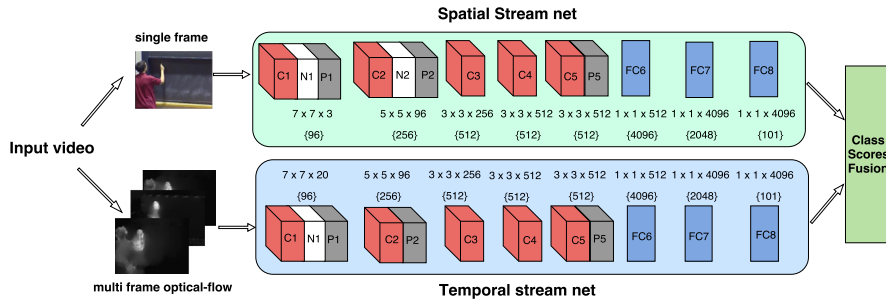 Spatial Stream net
single frame
C1 N1 P1 C2 N2 P2 C3 C4 C5 P5 FC6 FC7 FC8
7 x 7 x 3 5 x 5 x 96 3 x 3 x 256 3 x 3 x 512 3 x 3 x 512 1 x 1 x 512 1 x 1 x 4096 1 x 1 x 4096
{96} {256} {512} {512} {512} {4096} {2048} {101}
Input video
Class
Scores
Fusion
7 x 7 x 20 5 x 5 x 96 3 x 3 x 256 3 x 3 x 512 3 x 3 x 512 1 x 1 x 512 1 x 1 x 4096 1 x 1 x 4096
{96} {256} {512} {512} {512} {4096} {2048} {101}
C1 N1 P1 C2 P2 C3 C4 C5 P5 FC6 FC7 FC8
multi frame optical-flow
Temporal stream net